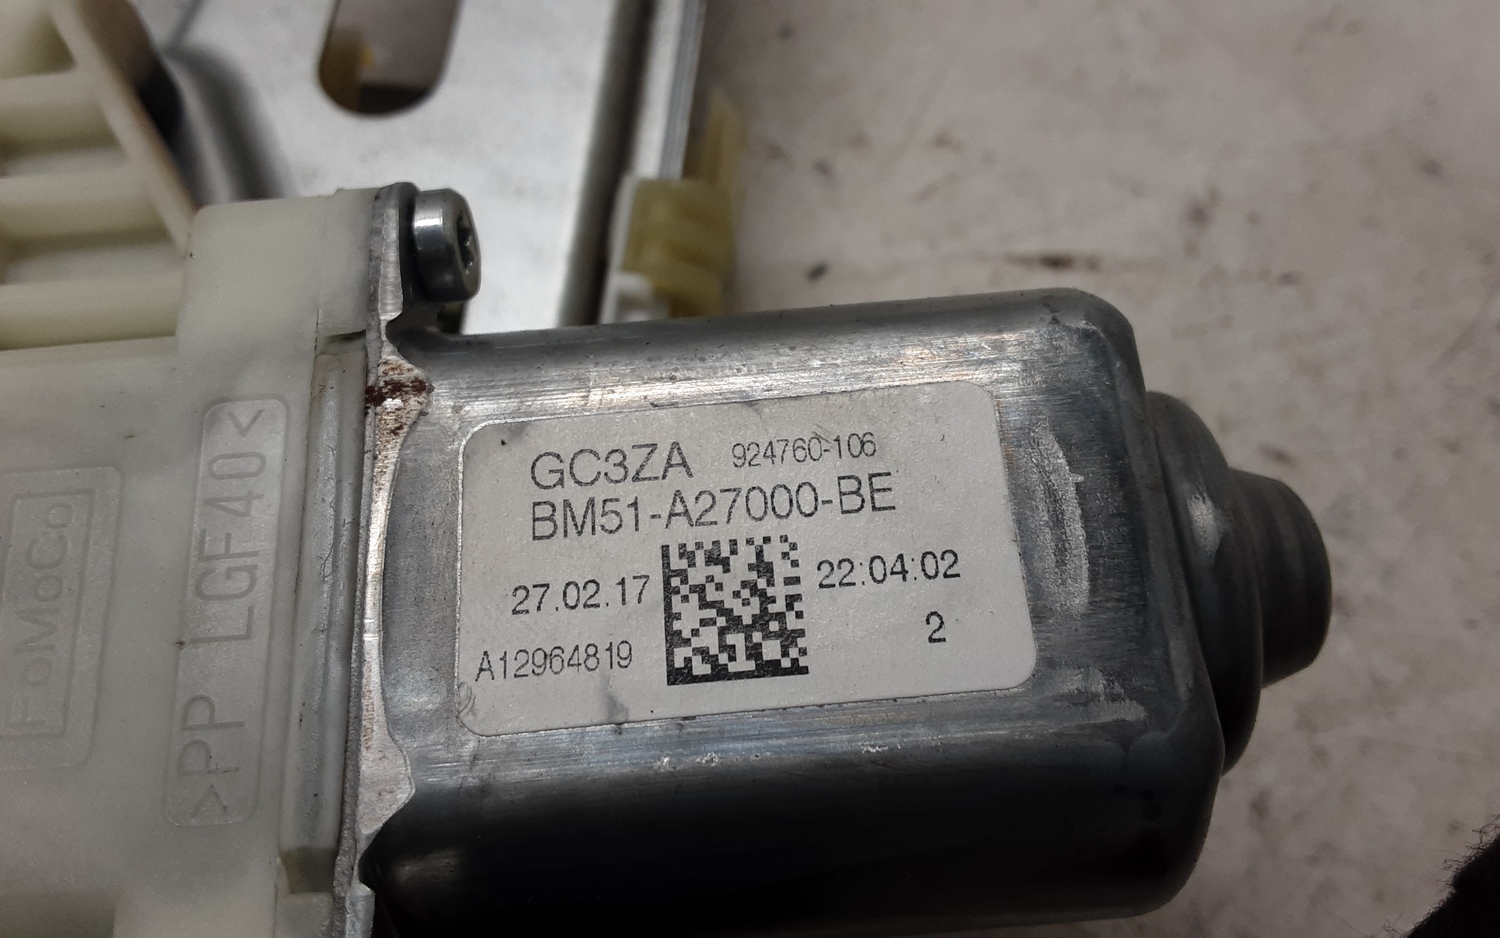 GC3ZA 924760-106
BM51-A27000-BE
27.02.17 22:04:02
A12964819 2
>PP LGF40<
FoMoCo